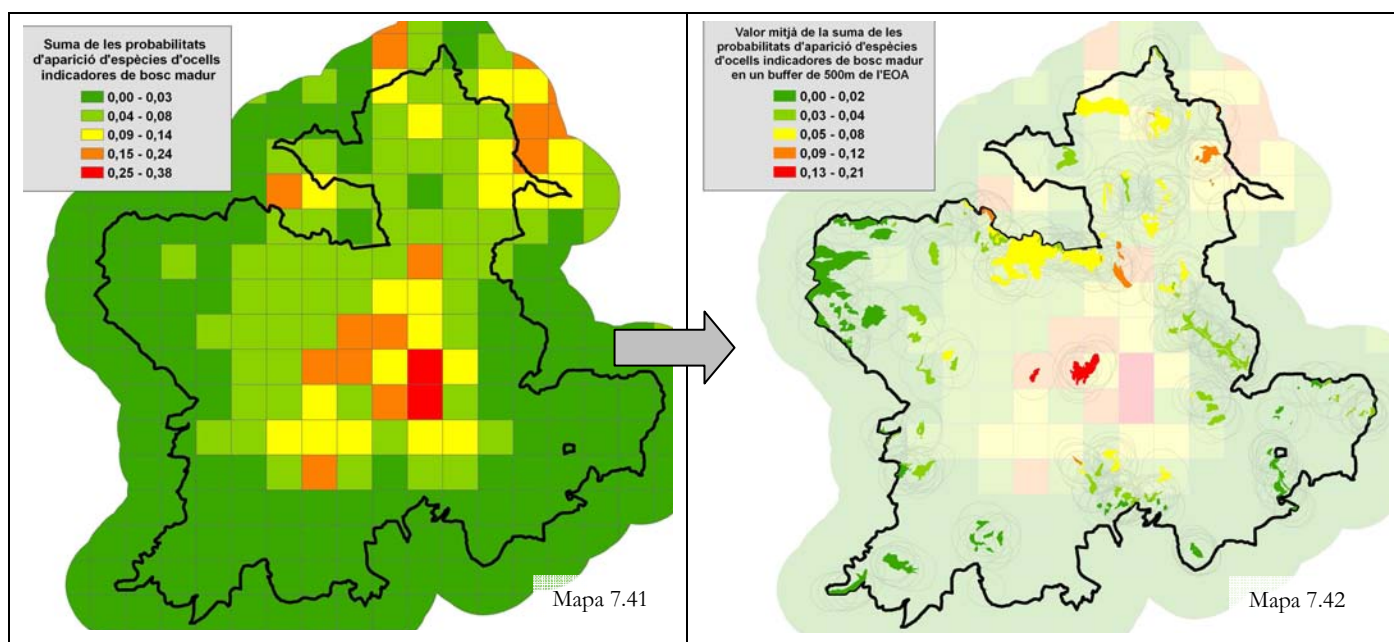 Suma de les probabilitats
d'aparició d'espècies d'ocells
indicadores de bosc madur
0,00 - 0,03
0,04 - 0,08
0,09 - 0,14
0,15 - 0,24
0,25 - 0,38
Mapa 7.41
Valor mitjà de la suma de les
probabilitats d'aparició d'espècies
d'ocells indicadores de bosc madur
en un buffer de 500m de l'EOA
0,00 - 0,02
0,03 - 0,04
0,05 - 0,08
0,09 - 0,12
0,13 - 0,21
Mapa 7.42